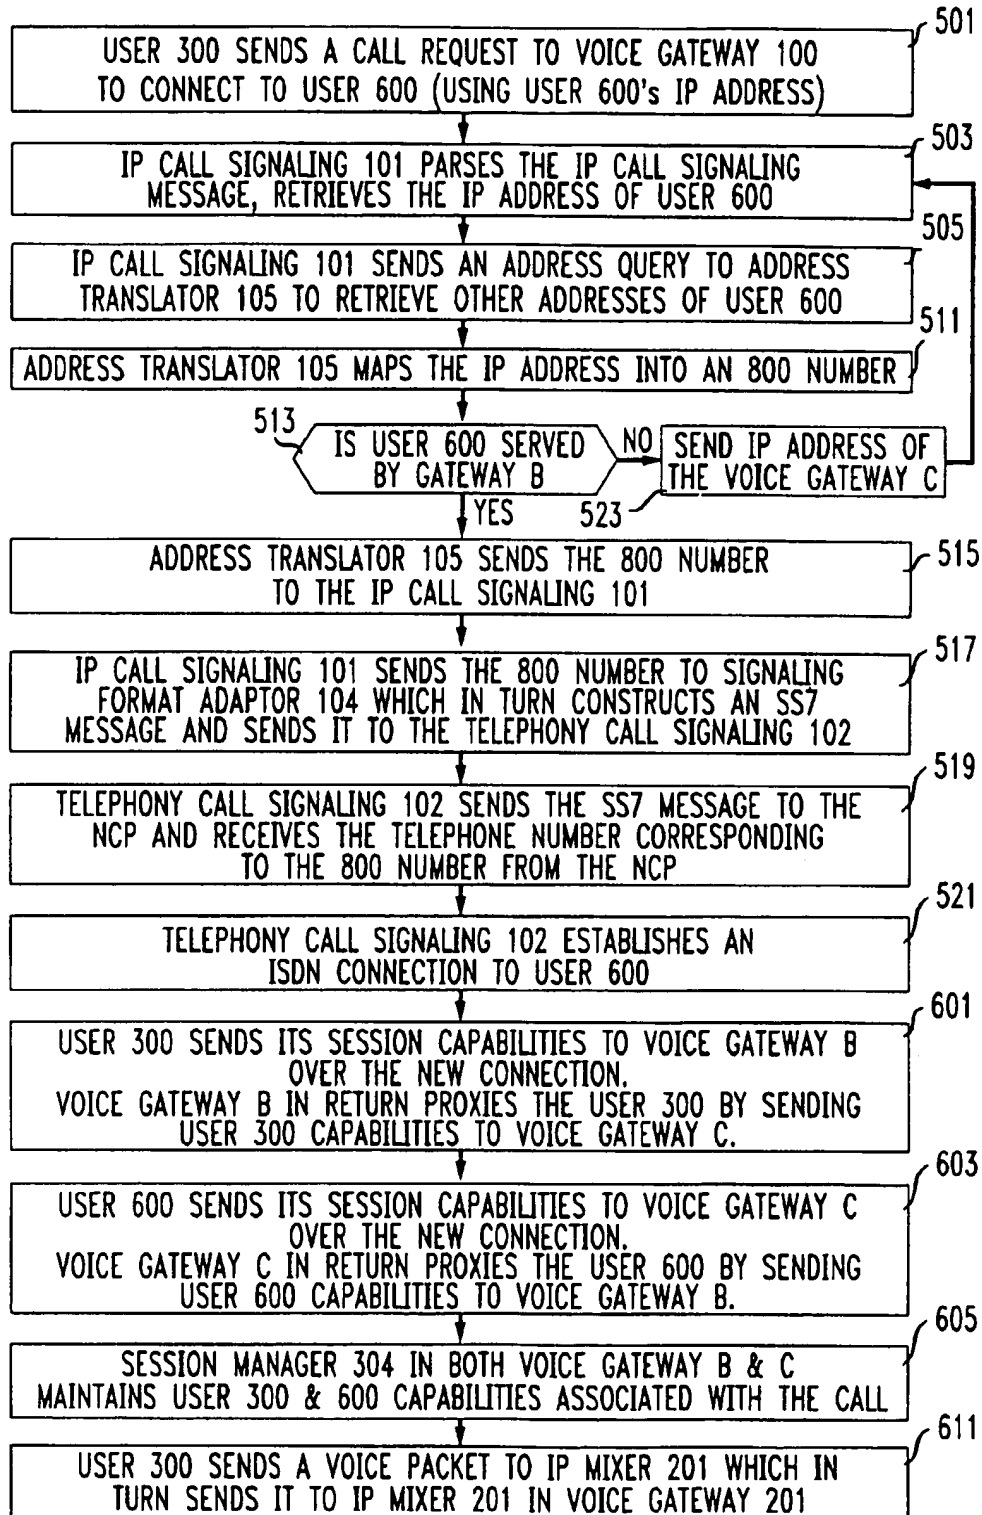 501
USER 300 SENDS A CALL REQUEST TO VOICE GATEWAY 100
TO CONNECT TO USER 600 (USING USER 600's IP ADDRESS)
503
IP CALL SIGNALING 101 PARSES THE IP CALL SIGNALING
MESSAGE, RETRIEVES THE IP ADDRESS OF USER 600
505
IP CALL SIGNALING 101 SENDS AN ADDRESS QUERY TO ADDRESS
TRANSLATOR 105 TO RETRIEVE OTHER ADDRESSES OF USER 600
511
ADDRESS TRANSLATOR 105 MAPS THE IP ADDRESS INTO AN 800 NUMBER
513
IS USER 600 SERVED
BY GATEWAY B
NO
SEND IP ADDRESS OF
THE VOICE GATEWAY C
523
YES
515
ADDRESS TRANSLATOR 105 SENDS THE 800 NUMBER
TO THE IP CALL SIGNALING 101
517
IP CALL SIGNALING 101 SENDS THE 800 NUMBER TO SIGNALING
FORMAT ADAPTOR 104 WHICH IN TURN CONSTRUCTS AN SS7
MESSAGE AND SENDS IT TO THE TELEPHONY CALL SIGNALING 102
519
TELEPHONY CALL SIGNALING 102 SENDS THE SS7 MESSAGE TO THE
NCP AND RECEIVES THE TELEPHONE NUMBER CORRESPONDING
TO THE 800 NUMBER FROM THE NCP
521
TELEPHONY CALL SIGNALING 102 ESTABLISHES AN
ISDN CONNECTION TO USER 600
601
USER 300 SENDS ITS SESSION CAPABILITIES TO VOICE GATEWAY B
OVER THE NEW CONNECTION.
VOICE GATEWAY B IN RETURN PROXIES THE USER 300 BY SENDING
USER 300 CAPABILITIES TO VOICE GATEWAY C.
603
USER 600 SENDS ITS SESSION CAPABILITIES TO VOICE GATEWAY C
OVER THE NEW CONNECTION.
VOICE GATEWAY C IN RETURN PROXIES THE USER 600 BY SENDING
USER 600 CAPABILITIES TO VOICE GATEWAY B.
605
SESSION MANAGER 304 IN BOTH VOICE GATEWAY B & C
MAINTAINS USER 300 & 600 CAPABILITIES ASSOCIATED WITH THE CALL
611
USER 300 SENDS A VOICE PACKET TO IP MIXER 201 WHICH IN
TURN SENDS IT TO IP MIXER 201 IN VOICE GATEWAY 201